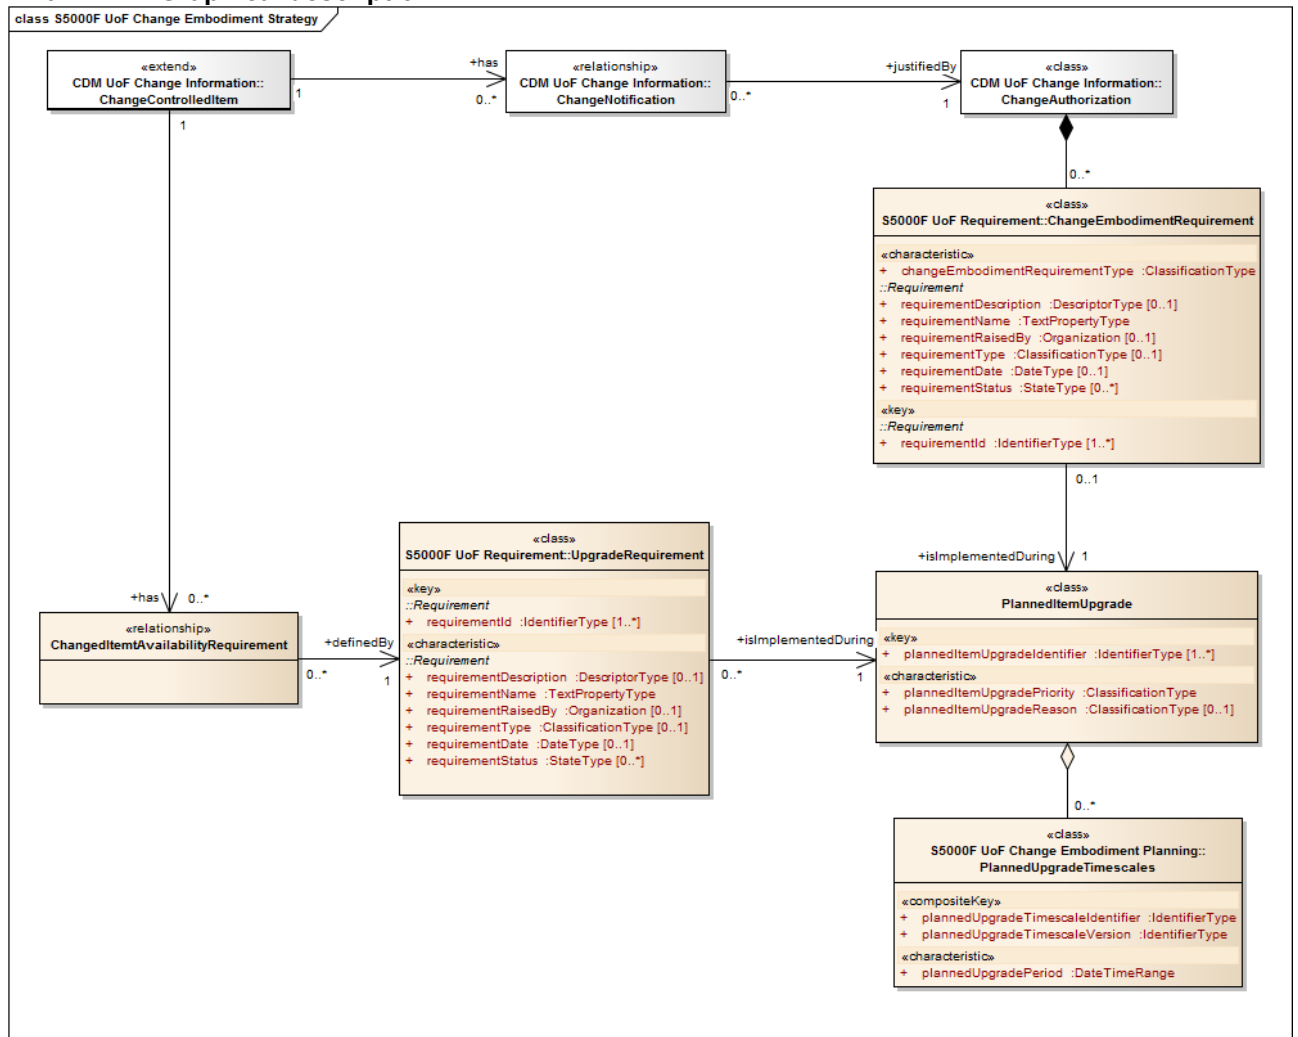 class S5000F UoF Change Embodiment Strategy
«extend»
CDM UoF Change Information::
ChangeControlledItem
1
+has
0..*
«relationship»
CDM UoF Change Information::
ChangeNotification
0..*
+justifiedBy
1
«class»
CDM UoF Change Information::
ChangeAuthorization
1
0..*
«class»
S5000F UoF Requirement::ChangeEmbodimentRequirement
«characteristic»
+ changeEmbodimentRequirementType :ClassificationType
::Requirement
+ requirementDescription :DescriptorType [0..1]
+ requirementName :TextPropertyType
+ requirementRaisedBy :Organization [0..1]
+ requirementType :ClassificationType [0..1]
+ requirementDate :DateType [0..1]
+ requirementStatus :StateType [0..*]
«key»
::Requirement
+ requirementId :IdentifierType [1..*]
0..1
+isImplementedDuring
1
+has
0..*
«relationship»
ChangedItemtAvailabilityRequirement
+definedBy
0..*
1
«class»
S5000F UoF Requirement::UpgradeRequirement
«key»
::Requirement
+ requirementId :IdentifierType [1..*]
«characteristic»
::Requirement
+ requirementDescription :DescriptorType [0..1]
+ requirementName :TextPropertyType
+ requirementRaisedBy :Organization [0..1]
+ requirementType :ClassificationType [0..1]
+ requirementDate :DateType [0..1]
+ requirementStatus :StateType [0..*]
+isImplementedDuring
0..*
1
«class»
PlannedItemUpgrade
«key»
+ plannedItemUpgradeIdentifier :IdentifierType [1..*]
«characteristic»
+ plannedItemUpgradePriority :ClassificationType
+ plannedItemUpgradeReason :ClassificationType [0..1]
0..*
«class»
S5000F UoF Change Embodiment Planning::
PlannedUpgradeTimescales
«compositeKey»
+ plannedUpgradeTimescaleIdentifier :IdentifierType
+ plannedUpgradeTimescaleVersion :IdentifierType
«characteristic»
+ plannedUpgradePeriod :DateTimeRange